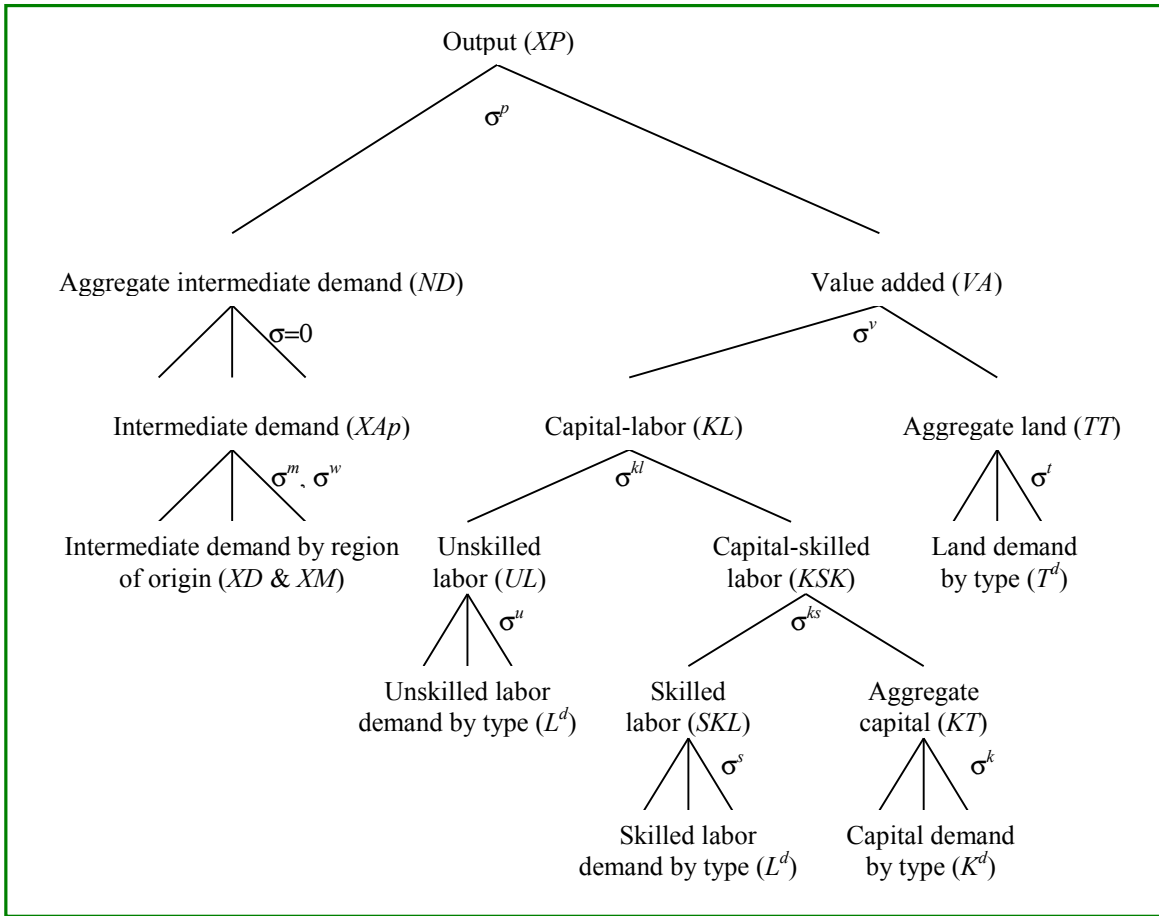 Output (XP)
σ^p
Aggregate intermediate demand (ND)
Value added (VA)
σ=0
σ^v
Intermediate demand (XAp)
Capital-labor (KL)
Aggregate land (TT)
σ^m, σ^w
σ^kl
σ^t
Intermediate demand by region
of origin (XD & XM)
Unskilled
labor (UL)
Capital-skilled
labor (KSK)
Land demand
by type (T^d)
σ^u
σ^ks
Unskilled labor
demand by type (L^d)
Skilled
labor (SKL)
Aggregate
capital (KT)
σ^s
σ^k
Skilled labor
demand by type (L^d)
Capital demand
by type (K^d)